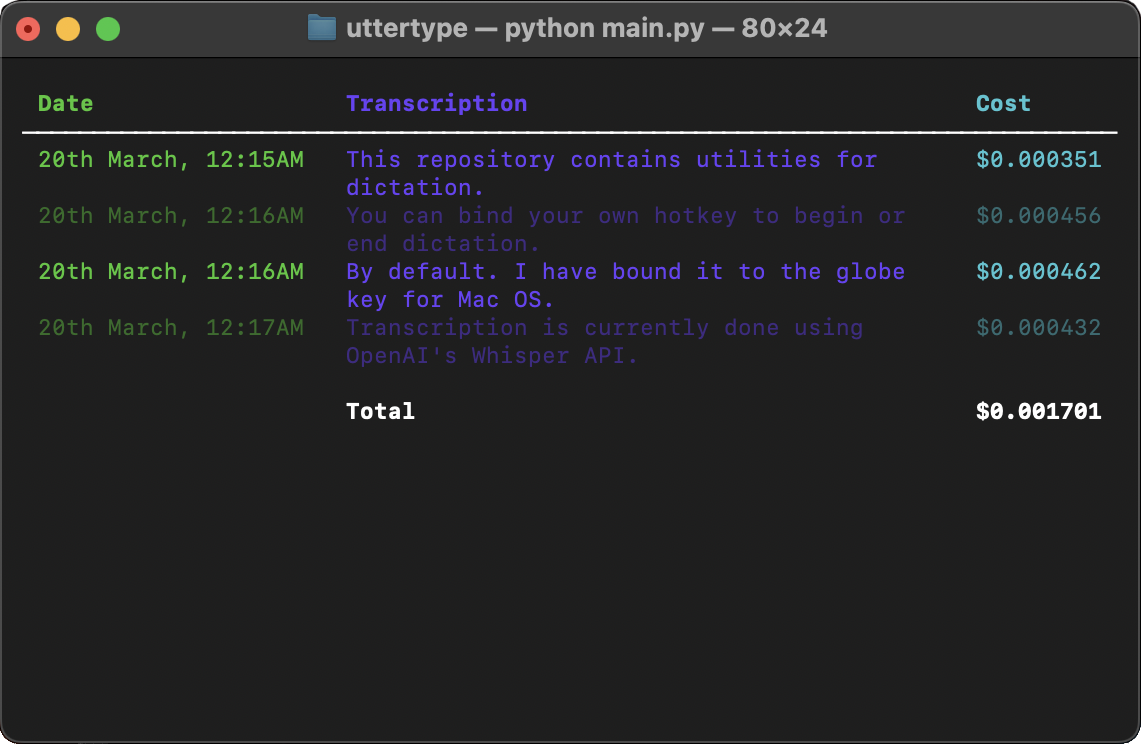 uttertype — python main.py — 80×24
Date Transcription Cost
20th March, 12:15AM This repository contains utilities for $0.000351
dictation.
20th March, 12:16AM You can bind your own hotkey to begin or $0.000456
end dictation.
20th March, 12:16AM By default. I have bound it to the globe $0.000462
key for Mac OS.
20th March, 12:17AM Transcription is currently done using $0.000432
OpenAI's Whisper API.
Total $0.001701